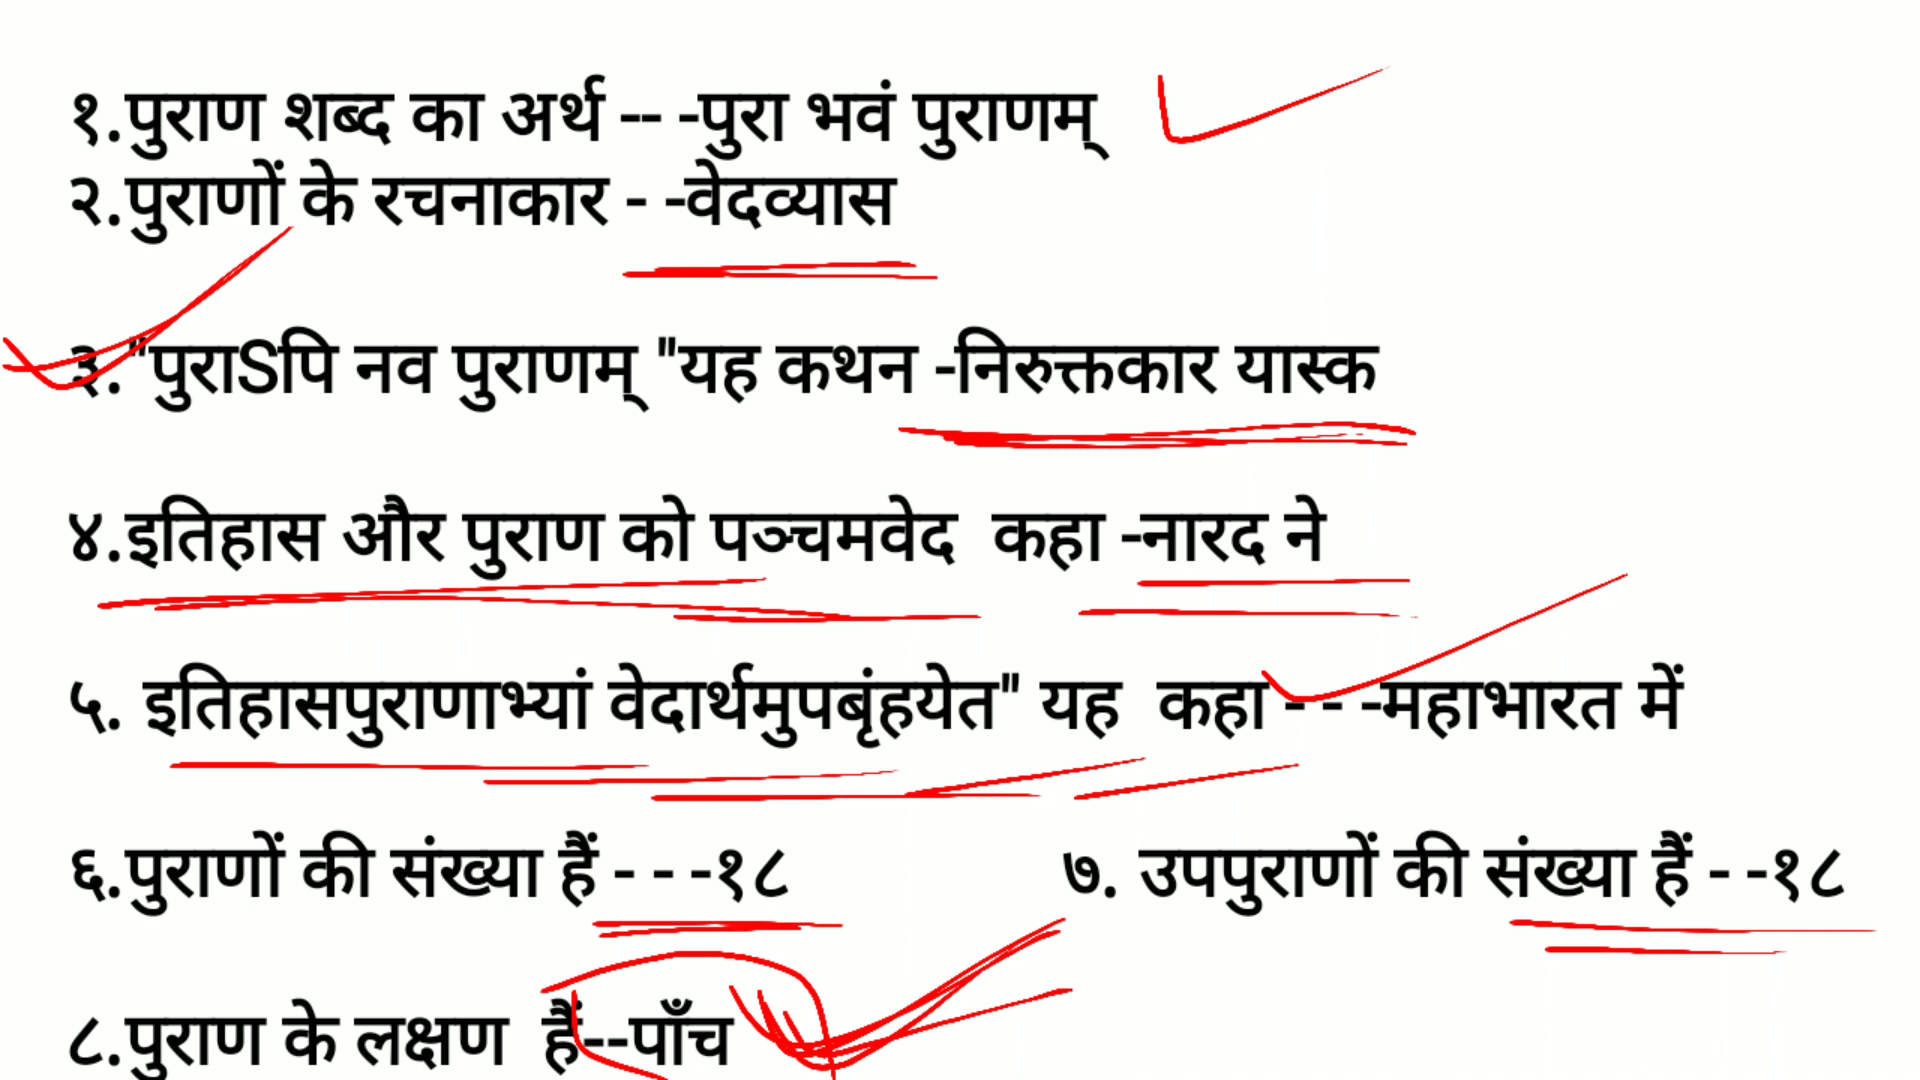 १.पुराण शब्द का अर्थ -- -पुरा भवं पुराणम्
२.पुराणों के रचनाकार - -वेदव्यास
३."पुराSपि नव पुराणम् "यह कथन -निरुक्तकार यास्क
४.इतिहास और पुराण को पञ्चमवेद कहा -नारद ने
५. इतिहासपुराणाभ्यां वेदार्थमुपबृंहयेत" यह कहा - - -महाभारत में
६.पुराणों की संख्या हैं - - -१८ ७. उपपुराणों की संख्या हैं - -१८
८.पुराण के लक्षण हैं--पाँच